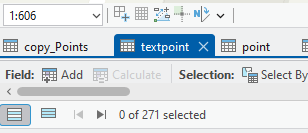 1:606
copy_Points textpoint point
Field: Add Calculate Selection: Select By
0 of 271 selected